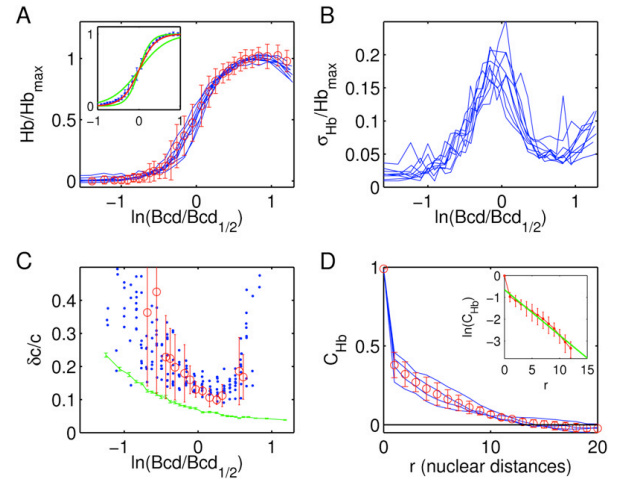 A
Hb/Hb_max
1
0.5
0
−1
0
1
ln(Bcd/Bcd_1/2)
1
0
−1
0
1
B
σ_Hb/Hb_max
0.2
0.15
0.1
0.05
0
−1
0
1
ln(Bcd/Bcd_1/2)
C
δc/c
0.4
0.3
0.2
0.1
0
−1
0
1
ln(Bcd/Bcd_1/2)
D
C_Hb
1
0.5
0
0
10
20
r (nuclear distances)
ln(C_Hb)
0
−1
−2
−3
0
5
10
15
r